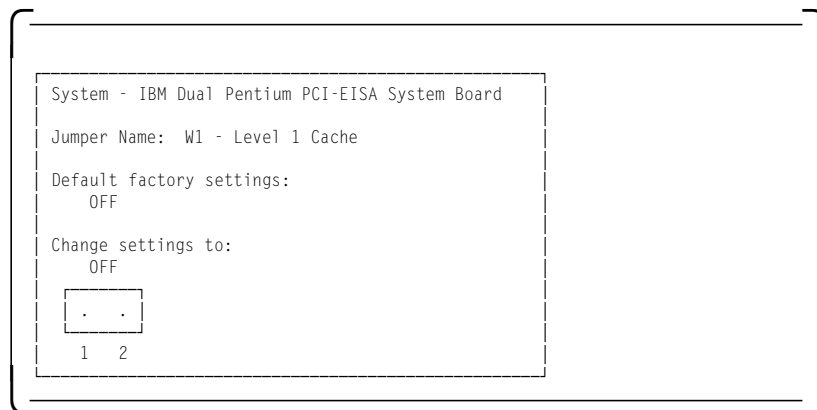 System - IBM Dual Pentium PCI-EISA System Board
Jumper Name: W1 - Level 1 Cache
Default factory settings:
OFF
Change settings to:
OFF
. .
1 2